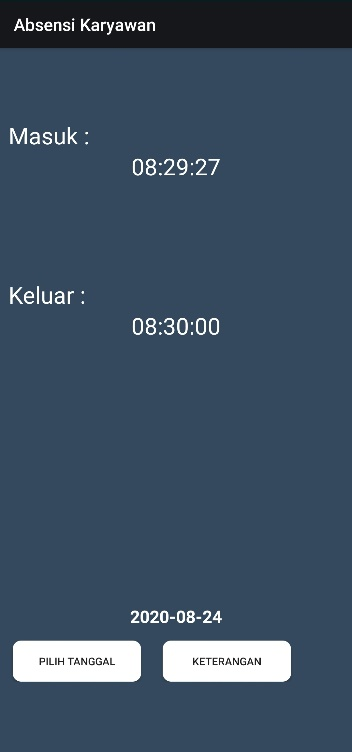 Absensi Karyawan
Masuk :
08:29:27
Keluar :
08:30:00
2020-08-24
PILIH TANGGAL
KETERANGAN